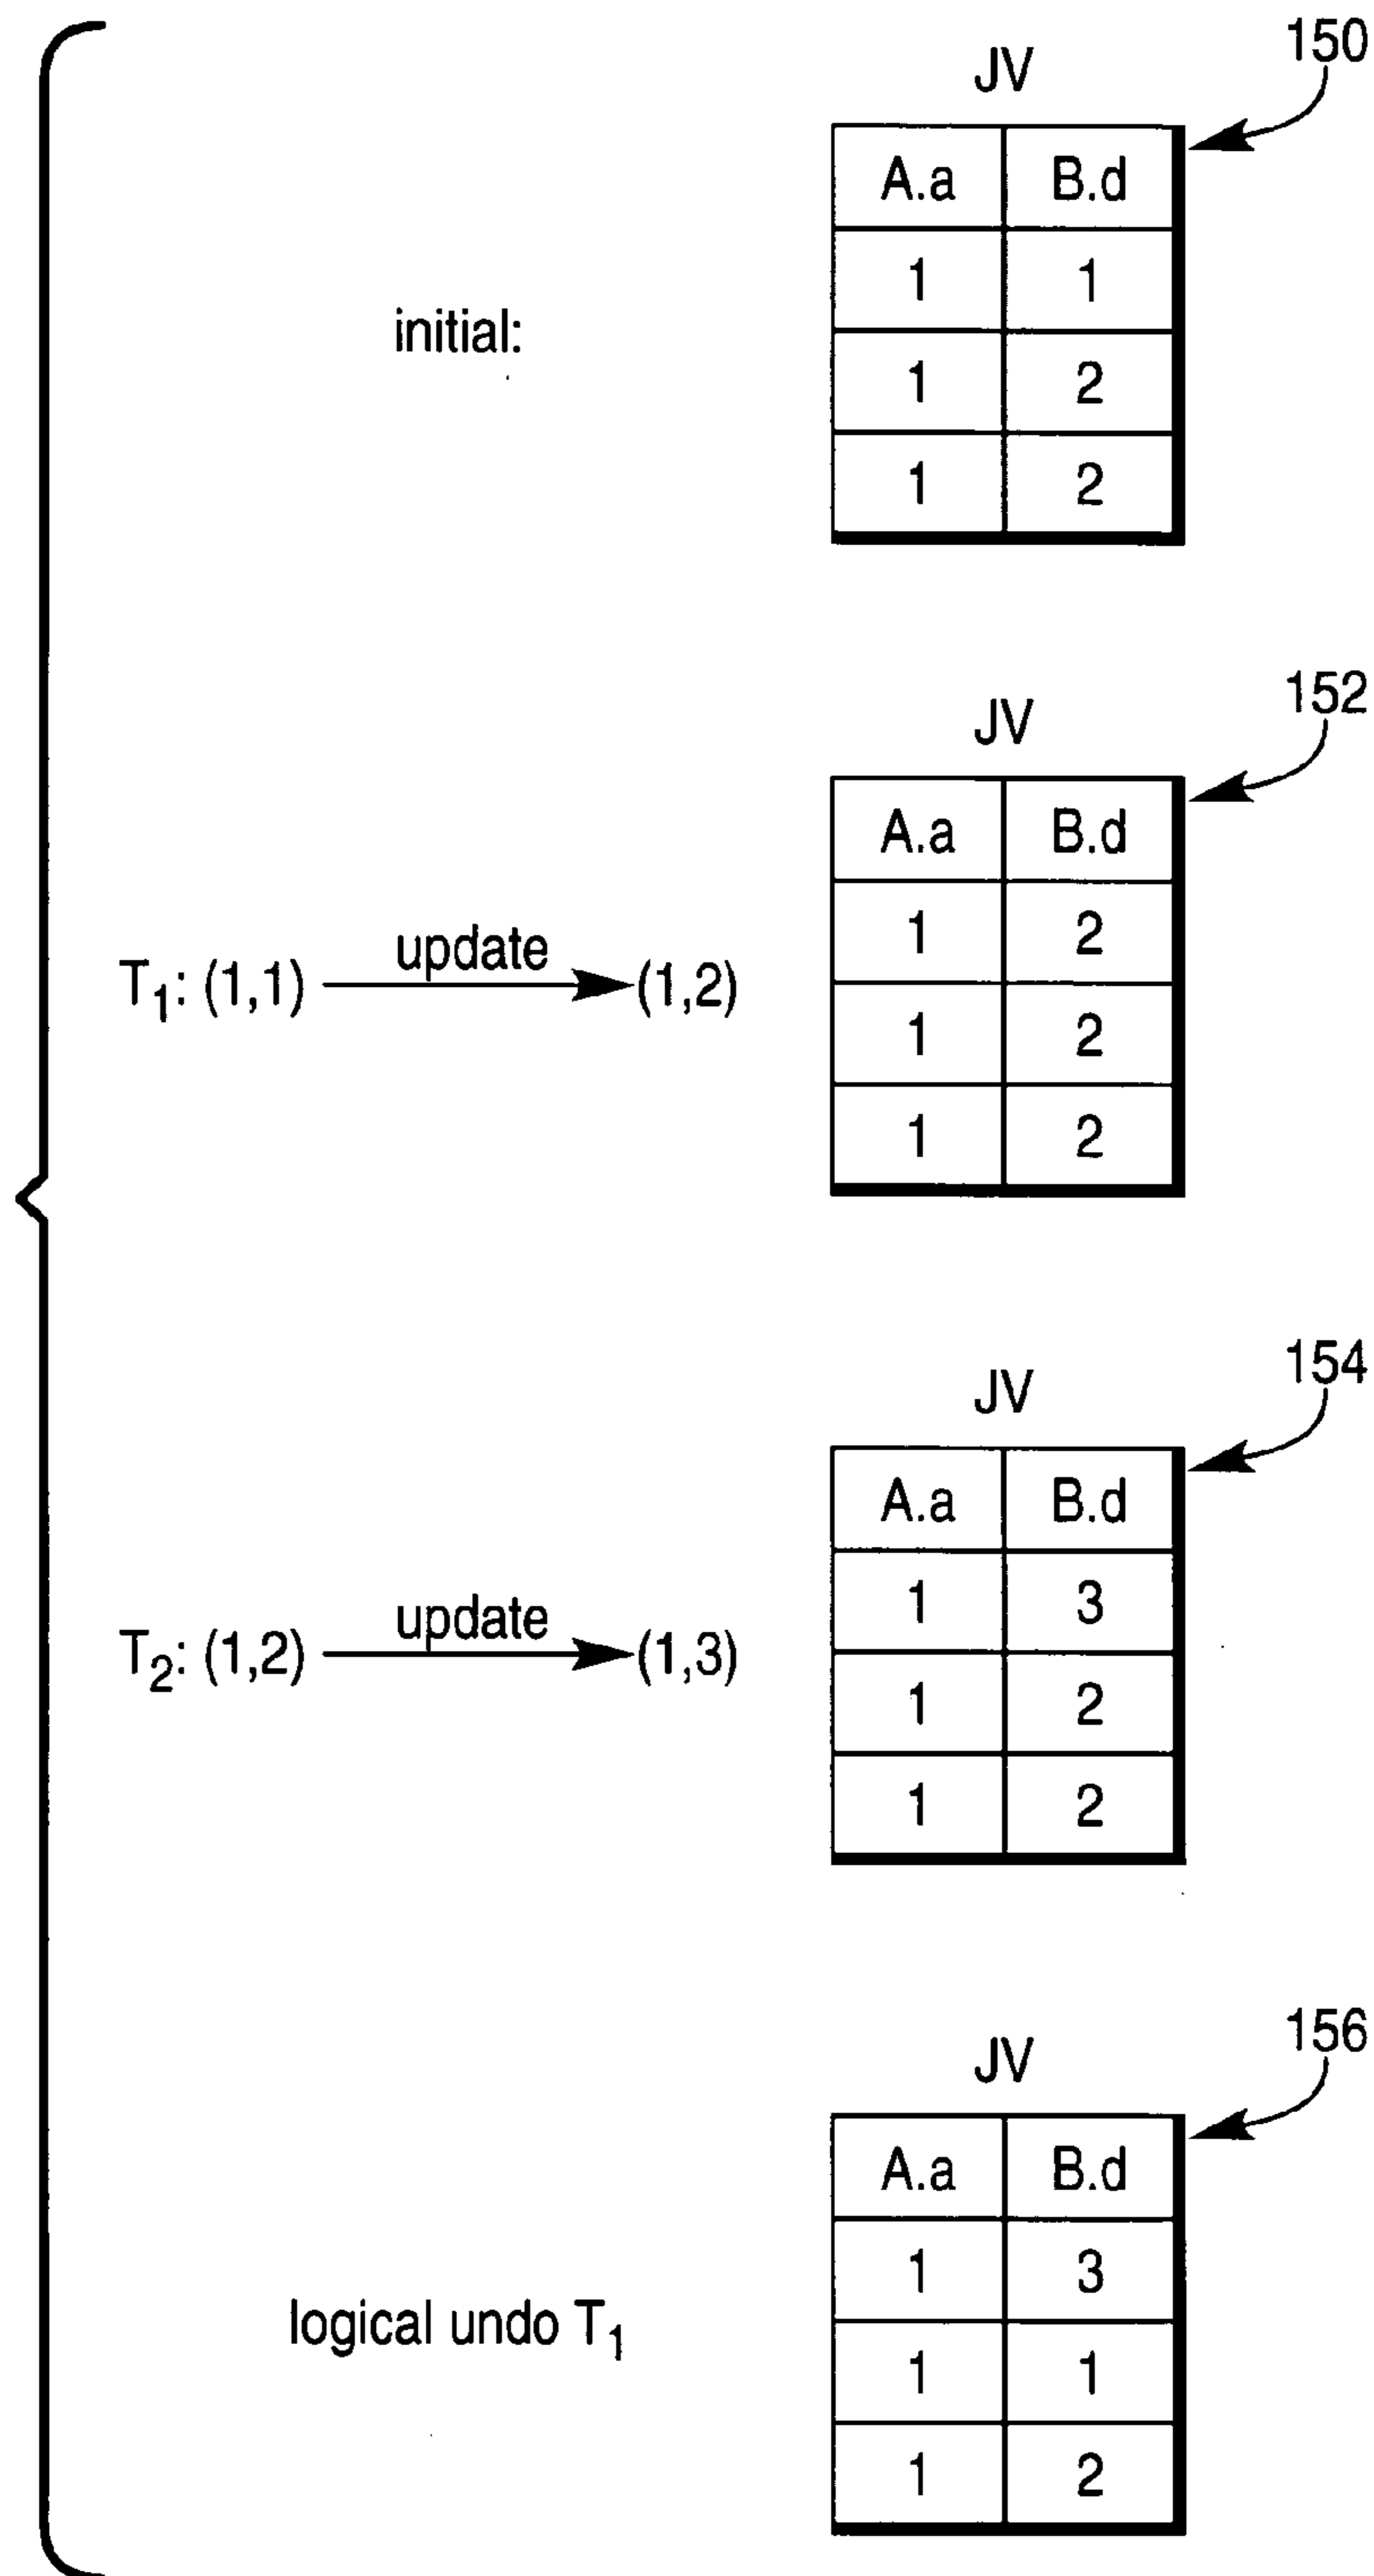 150
JV
A.a B.d
1 1
initial:
1 2
1 2
152
JV
A.a B.d
1 2
T₁: (1,1) update (1,2)
1 2
1 2
154
JV
A.a B.d
1 3
T₂: (1,2) update (1,3)
1 2
1 2
156
JV
A.a B.d
1 3
logical undo T₁
1 1
1 2